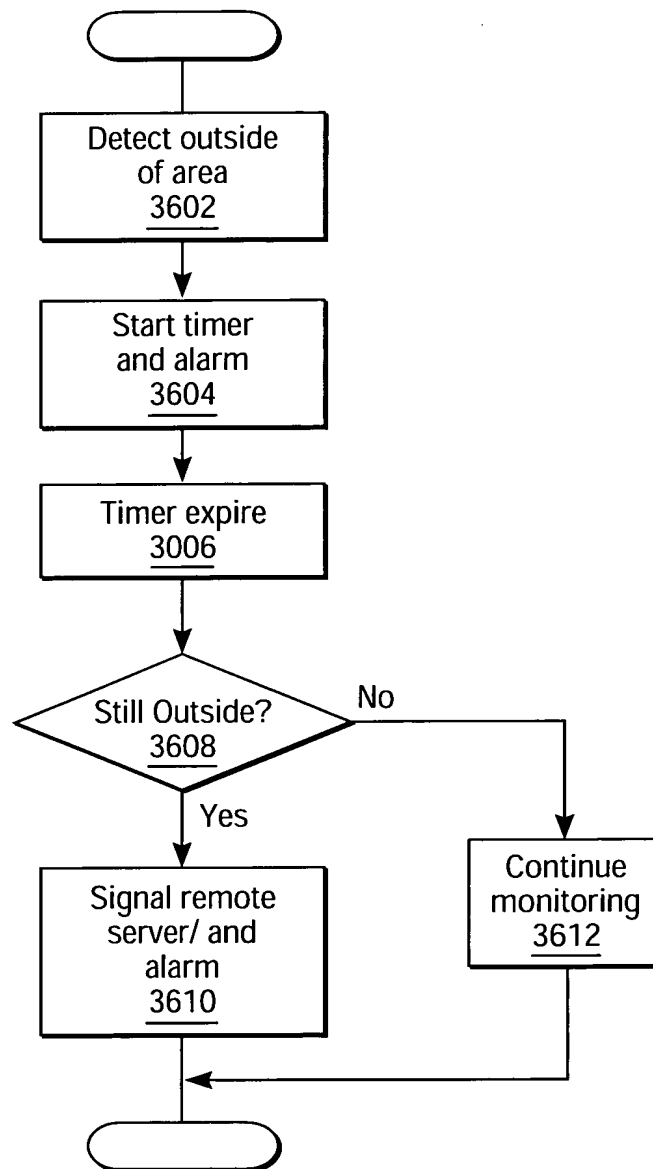 Detect outside
of area
3602
Start timer
and alarm
3604
Timer expire
3006
Still Outside?
3608
No
Yes
Signal remote
server/ and
alarm
3610
Continue
monitoring
3612